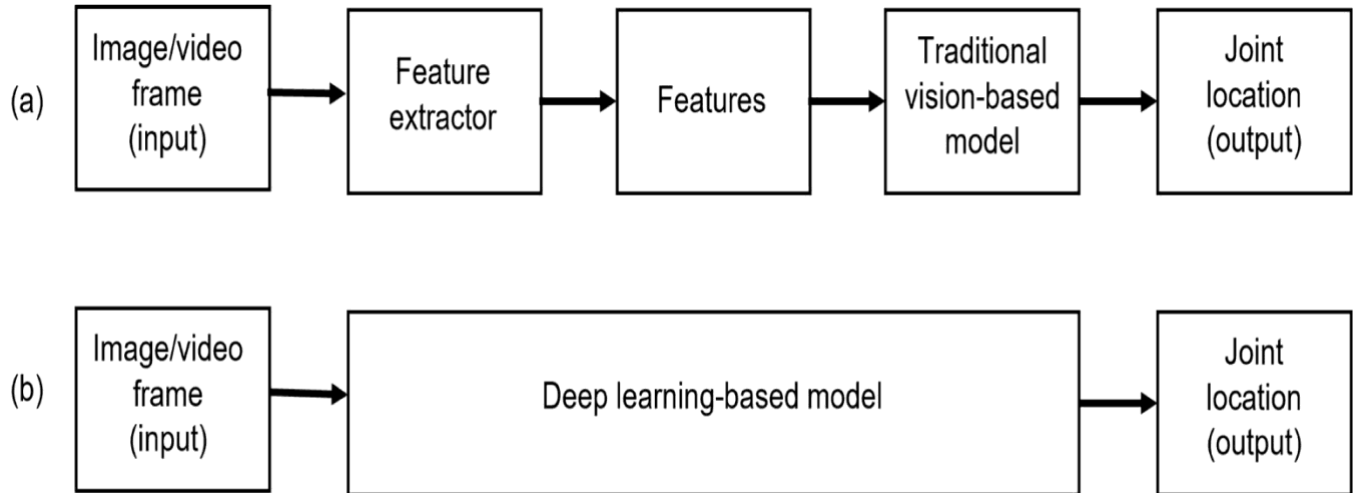 (a)
Image/video
frame
(input)
Feature
extractor
Features
Traditional
vision-based
model
Joint
location
(output)
(b)
Image/video
frame
(input)
Deep learning-based model
Joint
location
(output)